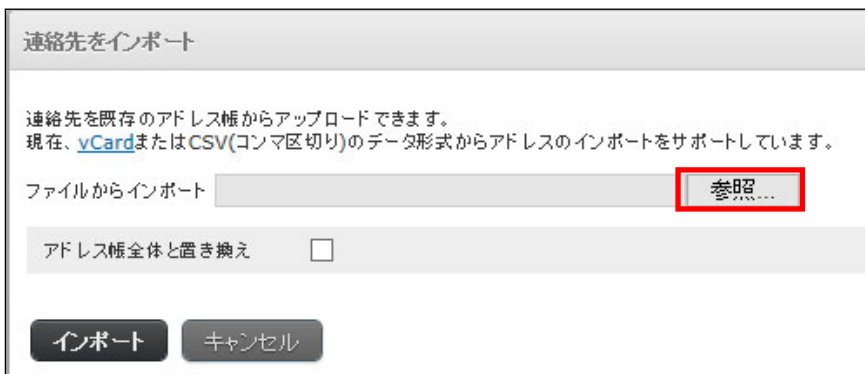 連絡先をインポート
連絡先を既存のアドレス帳からアップロードできます。
現在、vCardまたはCSV(コンマ区切り)のデータ形式からアドレスのインポートをサポートしています。
ファイルからインポート 参照...
アドレス帳全体と置き換え
インポート キャンセル